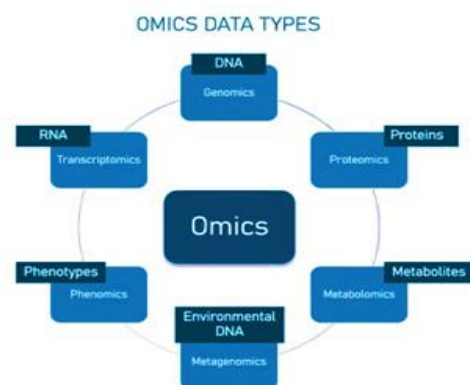 OMICS DATA TYPES
DNA
Genomics
RNA
Transcriptomics
Proteins
Proteomics
Omics
Phenotypes
Phenomics
Metabolites
Metabolomics
Environmental
DNA
Metagenomics